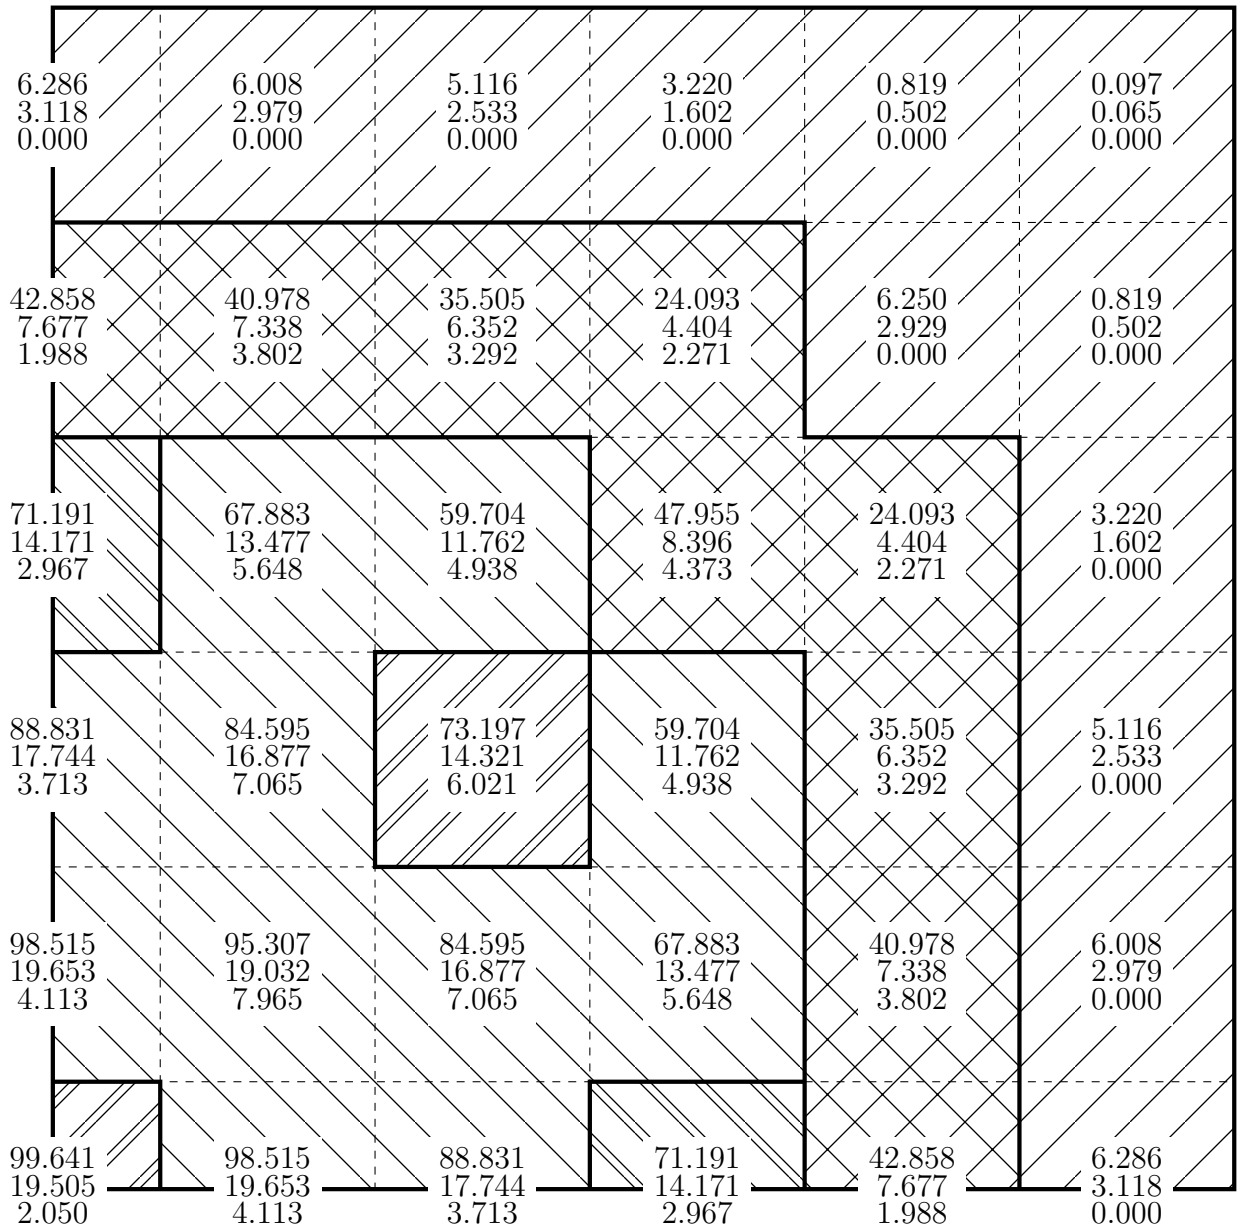 6.286 6.008 5.116 3.220 0.819 0.097
3.118 2.979 2.533 1.602 0.502 0.065
0.000 0.000 0.000 0.000 0.000 0.000
42.858 40.978 35.505 24.093 6.250 0.819
7.677 7.338 6.352 4.404 2.929 0.502
1.988 3.802 3.292 2.271 0.000 0.000
71.191 67.883 59.704 47.955 24.093 3.220
14.171 13.477 11.762 8.396 4.404 1.602
2.967 5.648 4.938 4.373 2.271 0.000
88.831 84.595 73.197 59.704 35.505 5.116
17.744 16.877 14.321 11.762 6.352 2.533
3.713 7.065 6.021 4.938 3.292 0.000
98.515 95.307 84.595 67.883 40.978 6.008
19.653 19.032 16.877 13.477 7.338 2.979
4.113 7.965 7.065 5.648 3.802 0.000
99.641 98.515 88.831 71.191 42.858 6.286
19.505 19.653 17.744 14.171 7.677 3.118
2.050 4.113 3.713 2.967 1.988 0.000